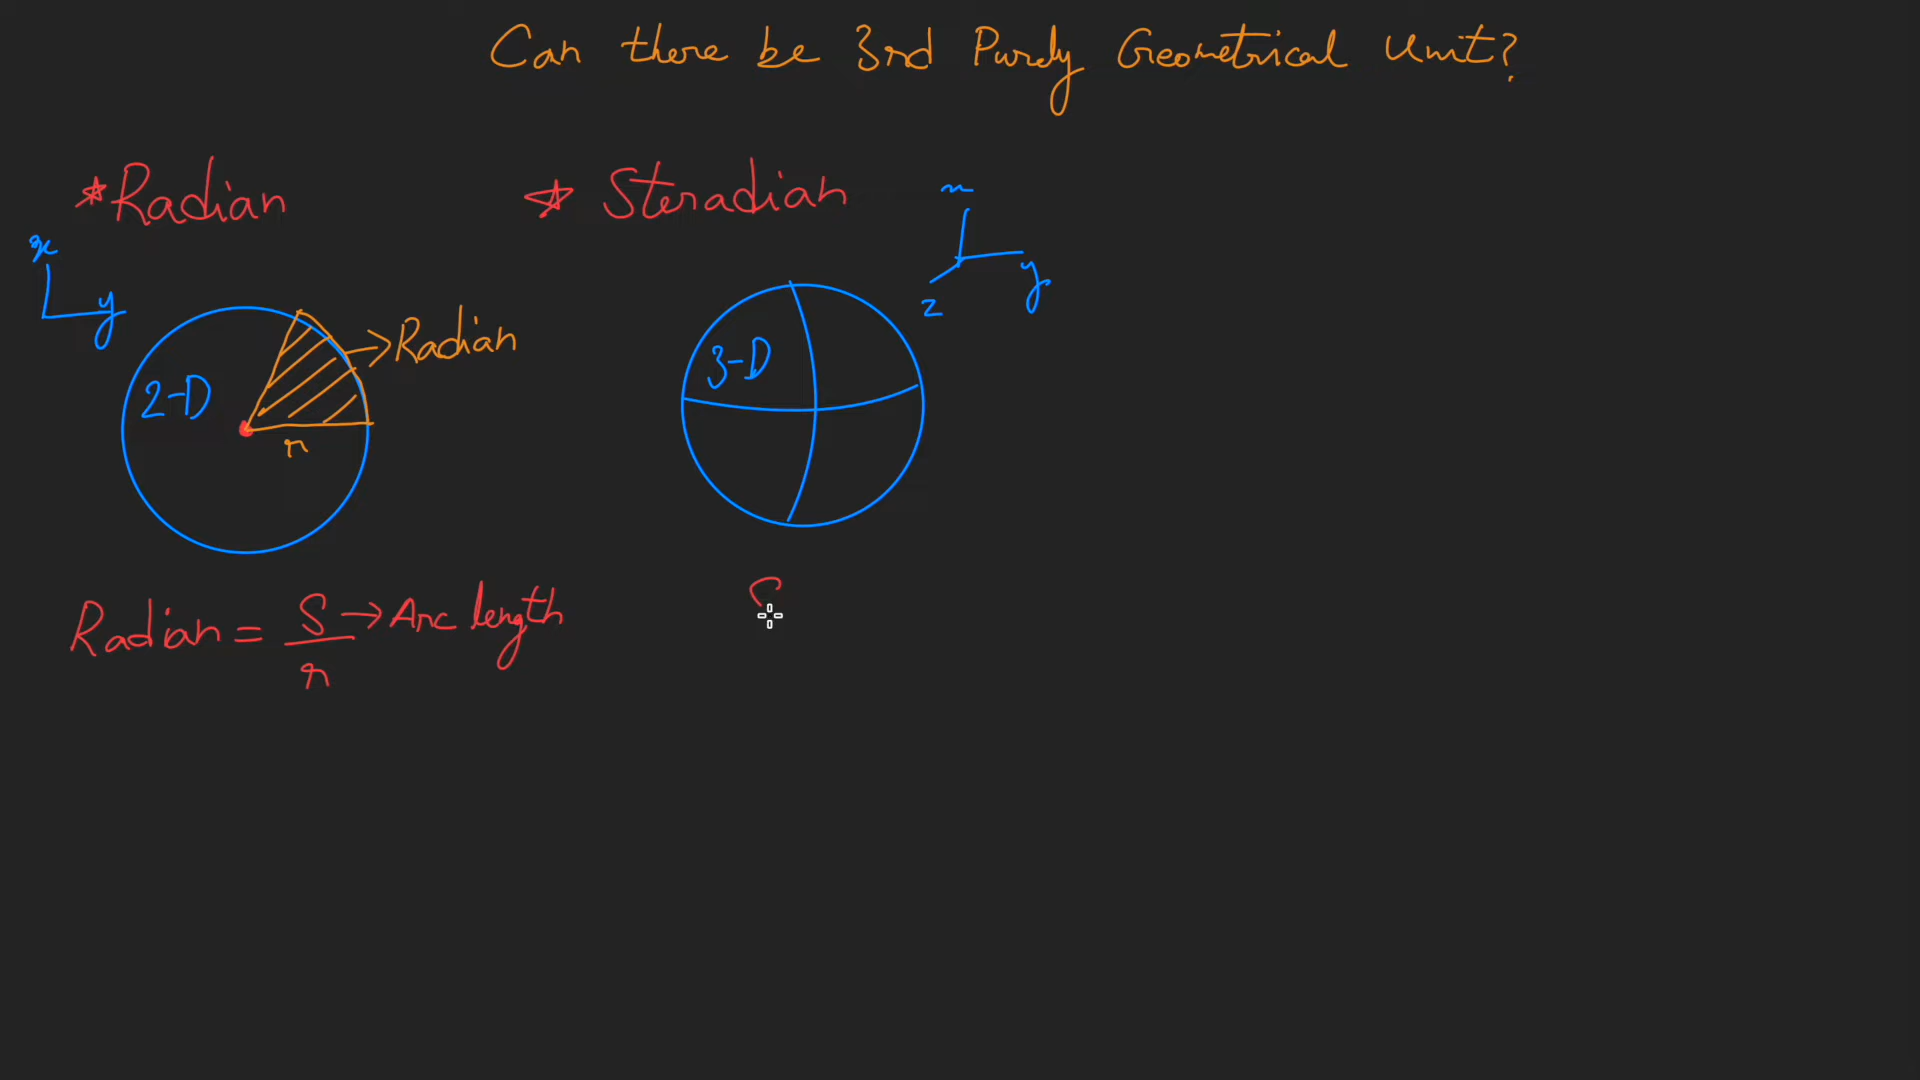 Can there be 3rd Purely Geometrical Unit?
*Radian
* Steradian
x
y
x
y
z
2-D
r
→Radian
3-D
Radian = S/r → Arc length
S